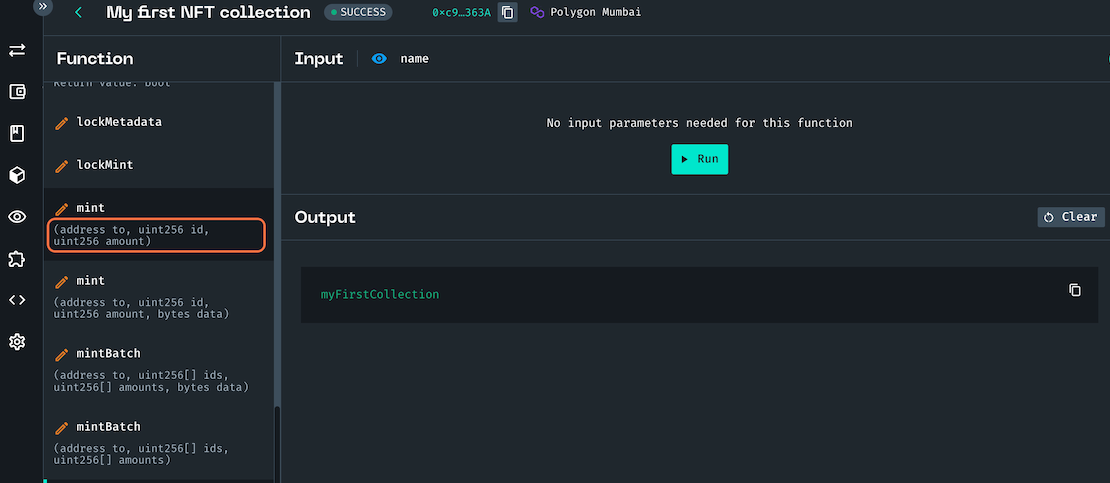 My first NFT collection
SUCCESS
0×c9…363A
Polygon Mumbai
Function
Return value: bool
lockMetadata
lockMint
mint
(address to, uint256 id,
uint256 amount)
mint
(address to, uint256 id,
uint256 amount, bytes data)
mintBatch
(address to, uint256[] ids,
uint256[] amounts, bytes data)
mintBatch
(address to, uint256[] ids,
uint256[] amounts)
Input
name
No input parameters needed for this function
Run
Output
Clear
myFirstCollection